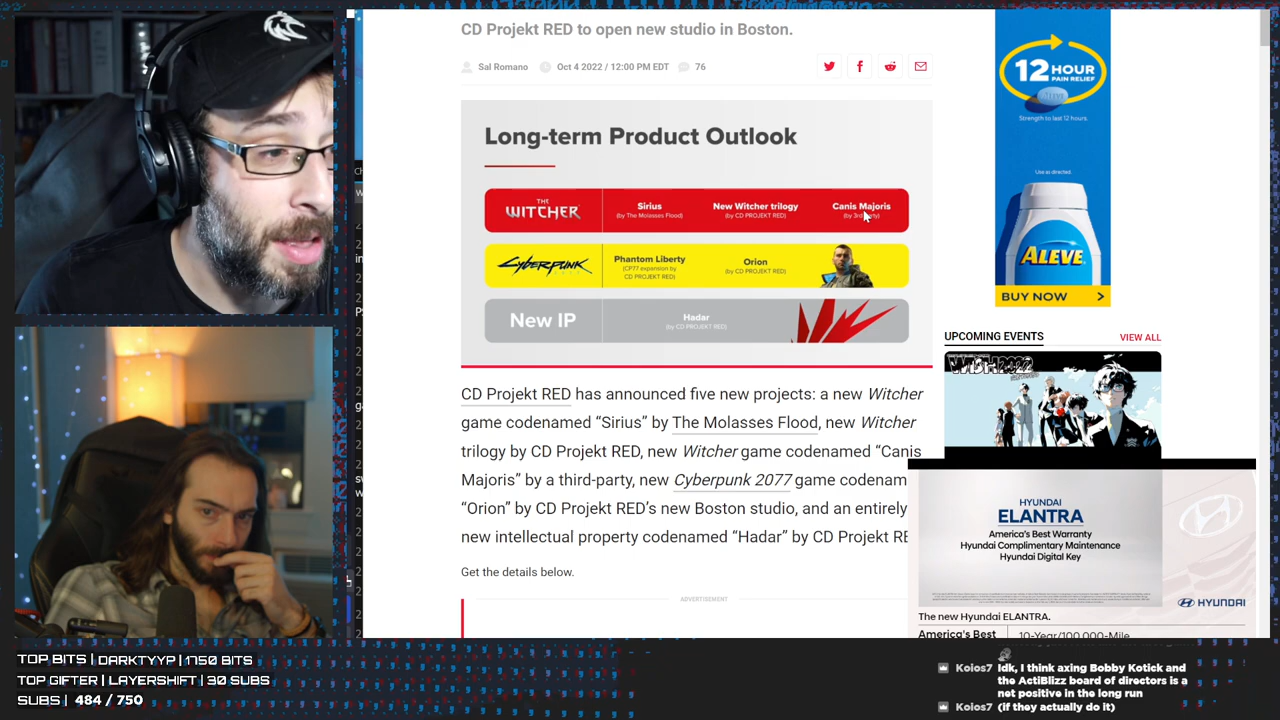 CD Projekt RED to open new studio in Boston.
Sal Romano
Oct 4 2022 / 12:00 PM EDT
76
Long-term Product Outlook
THE WITCHER
Sirius
(by The Molasses Flood)
New Witcher trilogy
(by CD PROJEKT RED)
Canis Majoris
CYBERPUNK
Phantom Liberty
(CP77 expansion by
CD PROJEKT RED)
Orion
(by CD PROJEKT RED)
New IP
Hadar
(by CD PROJEKT RED)
CD Projekt RED has announced five new projects: a new Witcher
game codenamed “Sirius” by The Molasses Flood, new Witcher
trilogy by CD Projekt RED, new Witcher game codenamed “Canis
Majoris” by a third-party, new Cyberpunk 2077 game codenam
“Orion” by CD Projekt RED’s new Boston studio, and an entirely
new intellectual property codenamed “Hadar” by CD Projekt RE
Get the details below.
ADVERTISEMENT
12
HOUR
PAIN RELIEF
ALEVE
Strength to last 12 hours.
Use as directed.
ALEVE
BUY NOW >
UPCOMING EVENTS
VIEW ALL
HYUNDAI
ELANTRA
America's Best Warranty
Hyundai Complimentary Maintenance
Hyundai Digital Key
HYUNDAI
The new Hyundai ELANTRA.
America's Best
10-Year/100,000-Mile
TOP BITS | DARKTYYP | 1750 BITS
TOP GIFTER | LAYERSHIFT | 30 SUBS
SUBS | 484 / 750
Koios7 Idk, I think axing Bobby Kotick and
the ActiBlizz board of directors is a
net positive in the long run
Koios7 (if they actually do it)